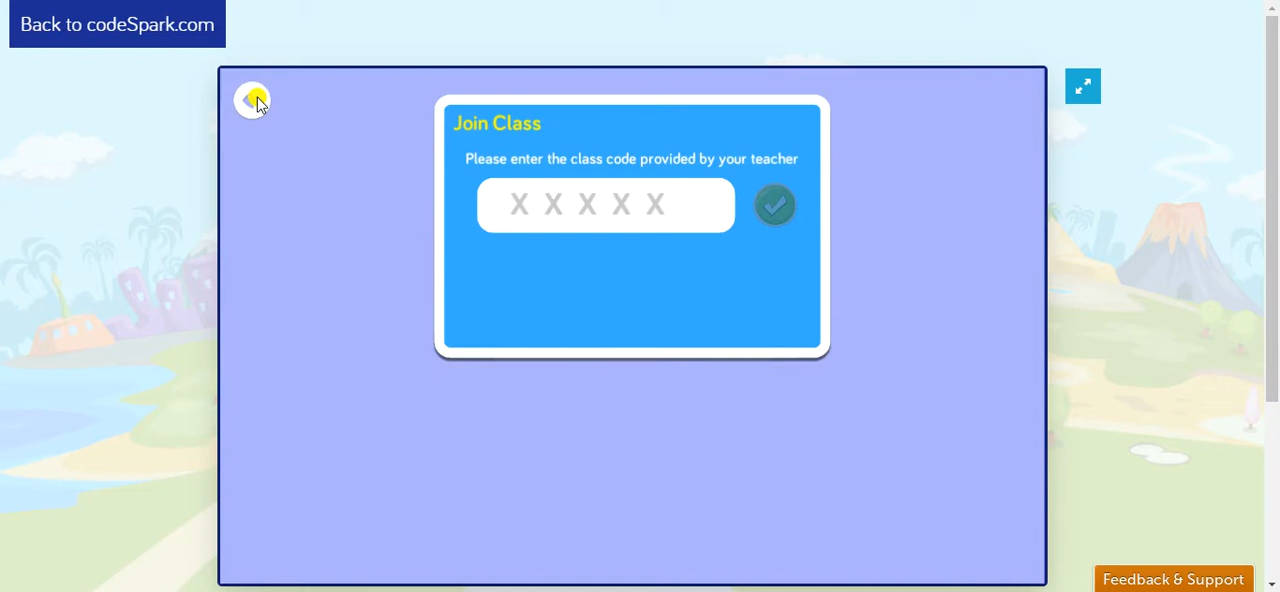 Back to codeSpark.com
Join Class
Please enter the class code provided by your teacher
X X X X X
Feedback & Support